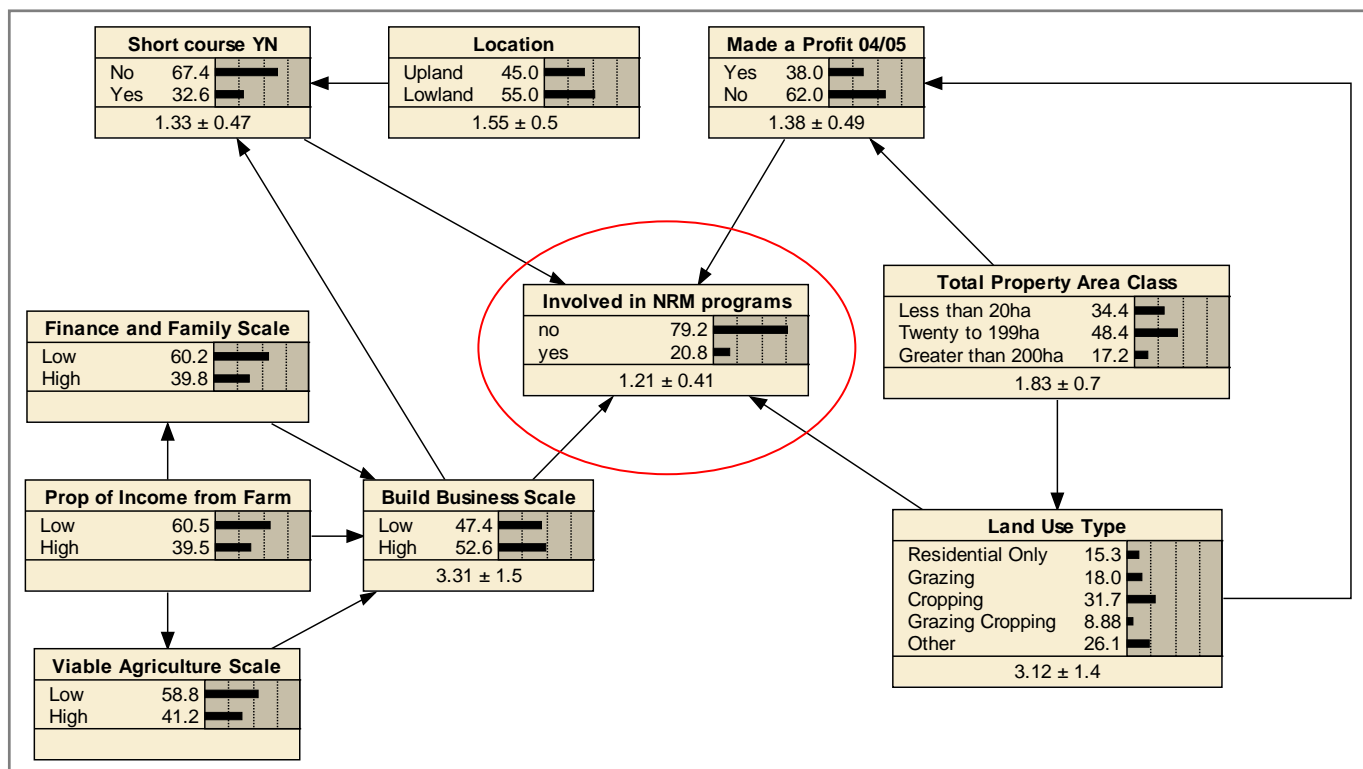 Short course YN
No 67.4
Yes 32.6
1.33 ± 0.47
Location
Upland 45.0
Lowland 55.0
1.55 ± 0.5
Made a Profit 04/05
Yes 38.0
No 62.0
1.38 ± 0.49
Involved in NRM programs
no 79.2
yes 20.8
1.21 ± 0.41
Total Property Area Class
Less than 20ha 34.4
Twenty to 199ha 48.4
Greater than 200ha 17.2
1.83 ± 0.7
Finance and Family Scale
Low 60.2
High 39.8
Prop of Income from Farm
Low 60.5
High 39.5
Build Business Scale
Low 47.4
High 52.6
3.31 ± 1.5
Land Use Type
Residential Only 15.3
Grazing 18.0
Cropping 31.7
Grazing Cropping 8.88
Other 26.1
3.12 ± 1.4
Viable Agriculture Scale
Low 58.8
High 41.2